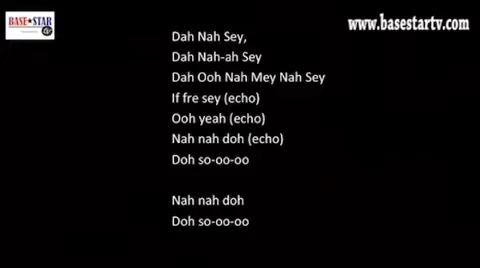 BASE★STAR
www.basestartv.com
Dah Nah Sey,
Dah Nah-ah Sey
Dah Ooh Nah Mey Nah Sey
If fre sey (echo)
Ooh yeah (echo)
Nah nah doh (echo)
Doh so-oo-oo
Nah nah doh
Doh so-oo-oo